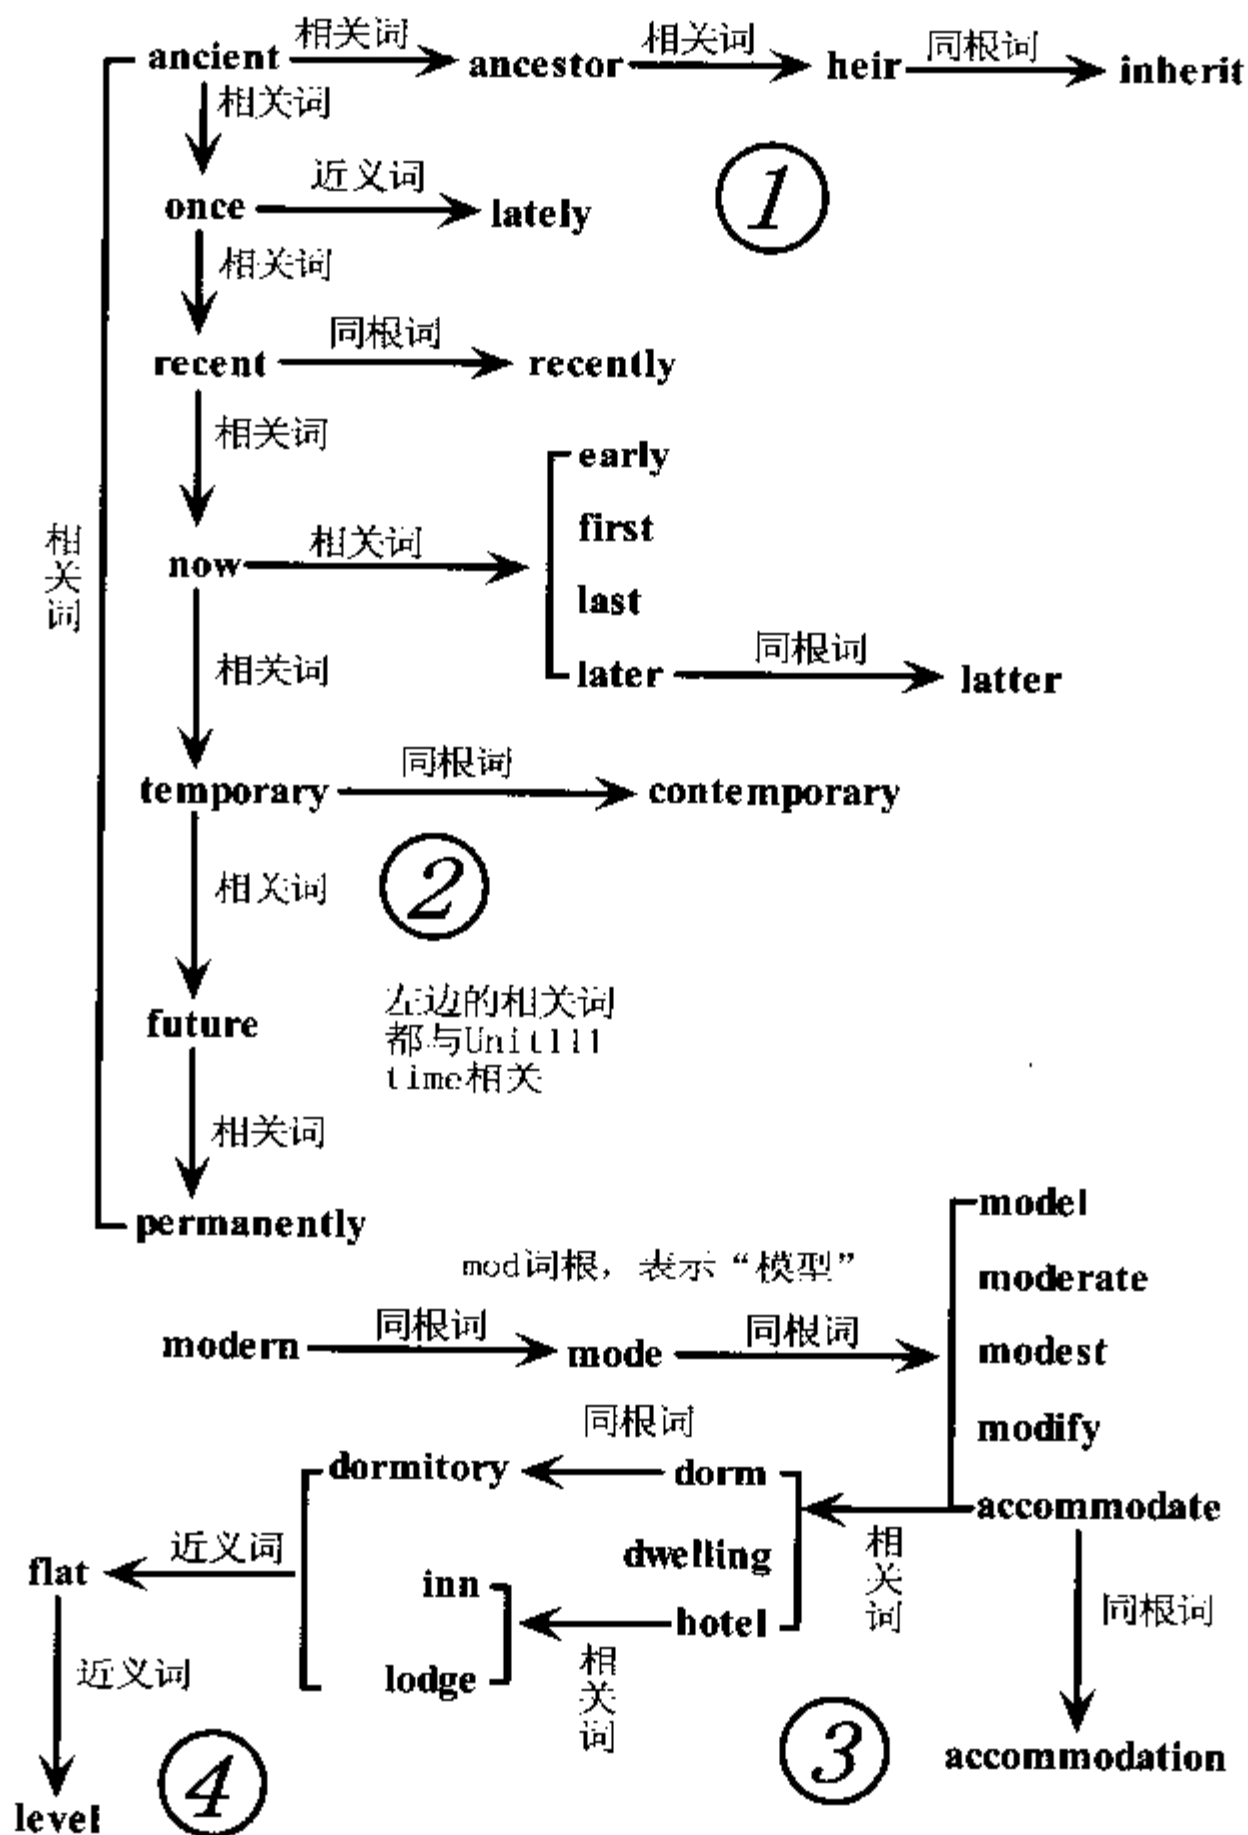 ancient 相关词 ancestor 相关词 heir 同根词 inherit
相关词
①
once 近义词 lately
相关词
recent 同根词 recently
相关词
相关词
now 相关词
early
first
last
later 同根词 latter
相关词
temporary 同根词 contemporary
②
相关词
左边的相关词
都与Unit111
time相关
future
相关词
permanently
mod词根，表示“模型”
modern 同根词 mode 同根词
model
moderate
modest
modify
accommodate
同根词
accommodation
相关词
dorm
dwelling
hotel
同根词
dormitory
相关词
inn
lodge
③
近义词
flat
近义词
level
④